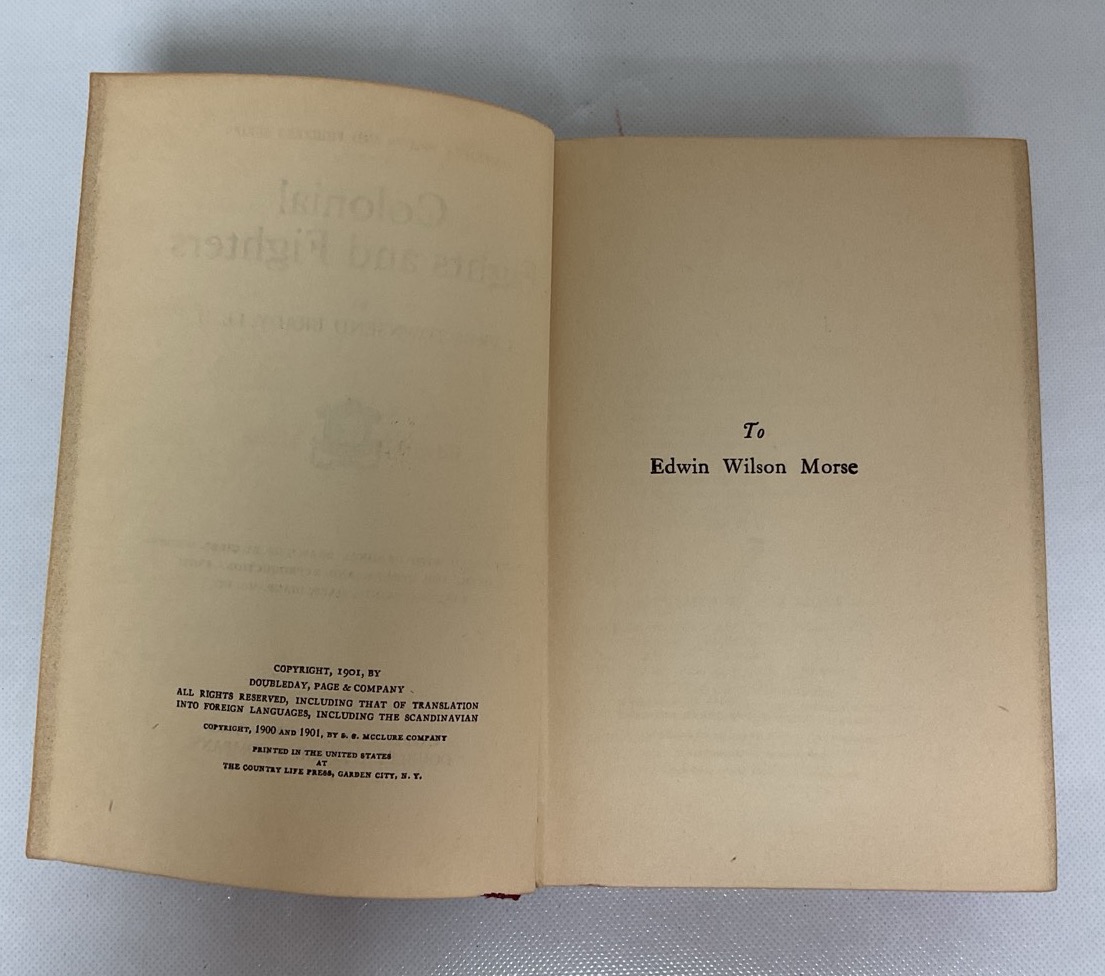 COPYRIGHT, 1901, BY
DOUBLEDAY, PAGE & COMPANY
ALL RIGHTS RESERVED, INCLUDING THAT OF TRANSLATION
INTO FOREIGN LANGUAGES, INCLUDING THE SCANDINAVIAN
COPYRIGHT, 1900 AND 1901, BY S. S. MCCLURE COMPANY
PRINTED IN THE UNITED STATES
AT
THE COUNTRY LIFE PRESS, GARDEN CITY, N. Y.
To
Edwin Wilson Morse